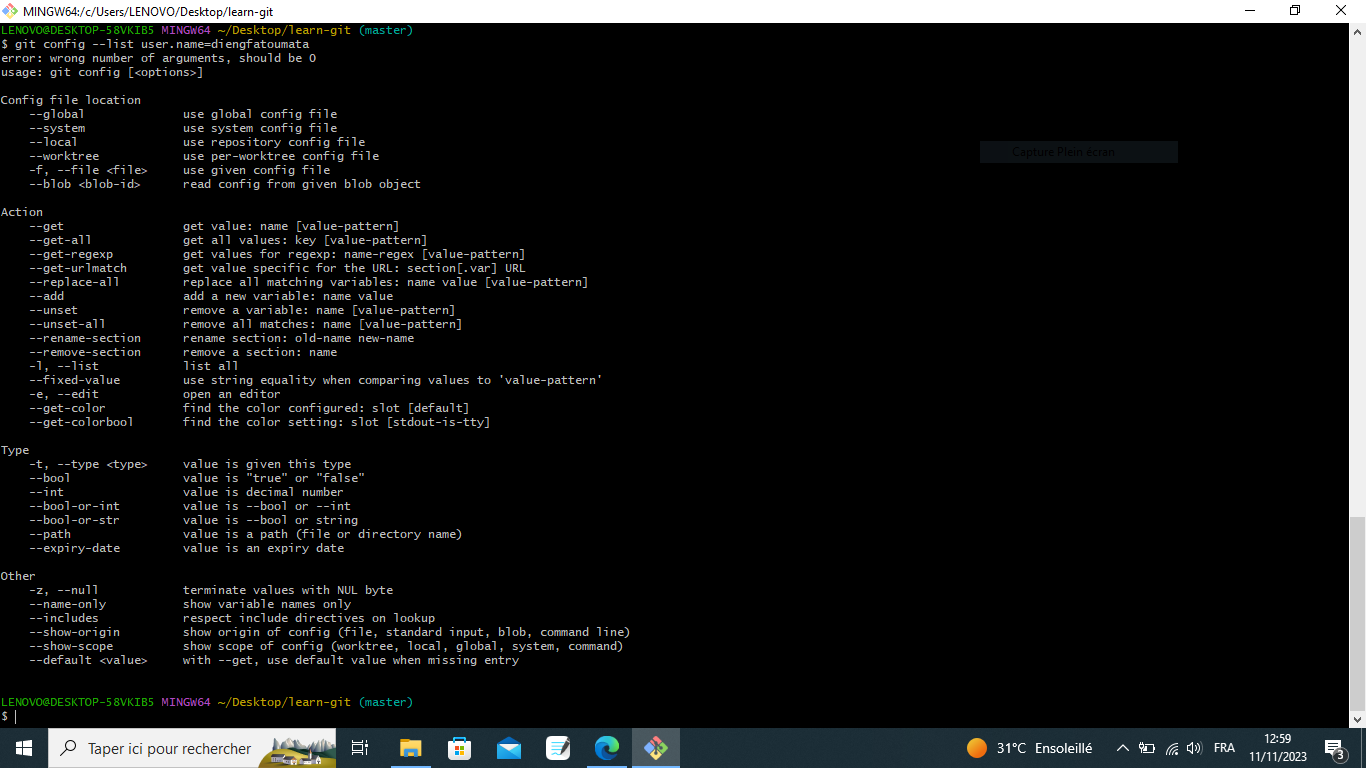 MINGW64:/c/Users/LENOVO/Desktop/learn-git
LENOVO@DESKTOP-58VKIB5 MINGW64 ~/Desktop/learn-git (master)
$ git config --list user.name=diengfatoumata
error: wrong number of arguments, should be 0
usage: git config [<options>]

Config file location
    --global              use global config file
    --system              use system config file
    --local               use repository config file
    --worktree            use per-worktree config file
    -f, --file <file>     use given config file
    --blob <blob-id>      read config from given blob object

Action
    --get                 get value: name [value-pattern]
    --get-all             get all values: key [value-pattern]
    --get-regexp          get values for regexp: name-regex [value-pattern]
    --get-urlmatch        get value specific for the URL: section[.var] URL
    --replace-all         replace all matching variables: name value [value-pattern]
    --add                 add a new variable: name value
    --unset               remove a variable: name [value-pattern]
    --unset-all           remove all matches: name [value-pattern]
    --rename-section      rename section: old-name new-name
    --remove-section      remove a section: name
    -l, --list            list all
    --fixed-value         use string equality when comparing values to 'value-pattern'
    -e, --edit            open an editor
    --get-color           find the color configured: slot [default]
    --get-colorbool       find the color setting: slot [stdout-is-tty]

Type
    -t, --type <type>     value is given this type
    --bool                value is "true" or "false"
    --int                 value is decimal number
    --bool-or-int         value is --bool or --int
    --bool-or-str         value is --bool or string
    --path                value is a path (file or directory name)
    --expiry-date         value is an expiry date

Other
    -z, --null            terminate values with NUL byte
    --name-only           show variable names only
    --includes            respect include directives on lookup
    --show-origin         show origin of config (file, standard input, blob, command line)
    --show-scope          show scope of config (worktree, local, global, system, command)
    --default <value>     with --get, use default value when missing entry

LENOVO@DESKTOP-58VKIB5 MINGW64 ~/Desktop/learn-git (master)
$
Capture Plein écran
Taper ici pour rechercher
31°C Ensoleillé
FRA
12:59
11/11/2023
3